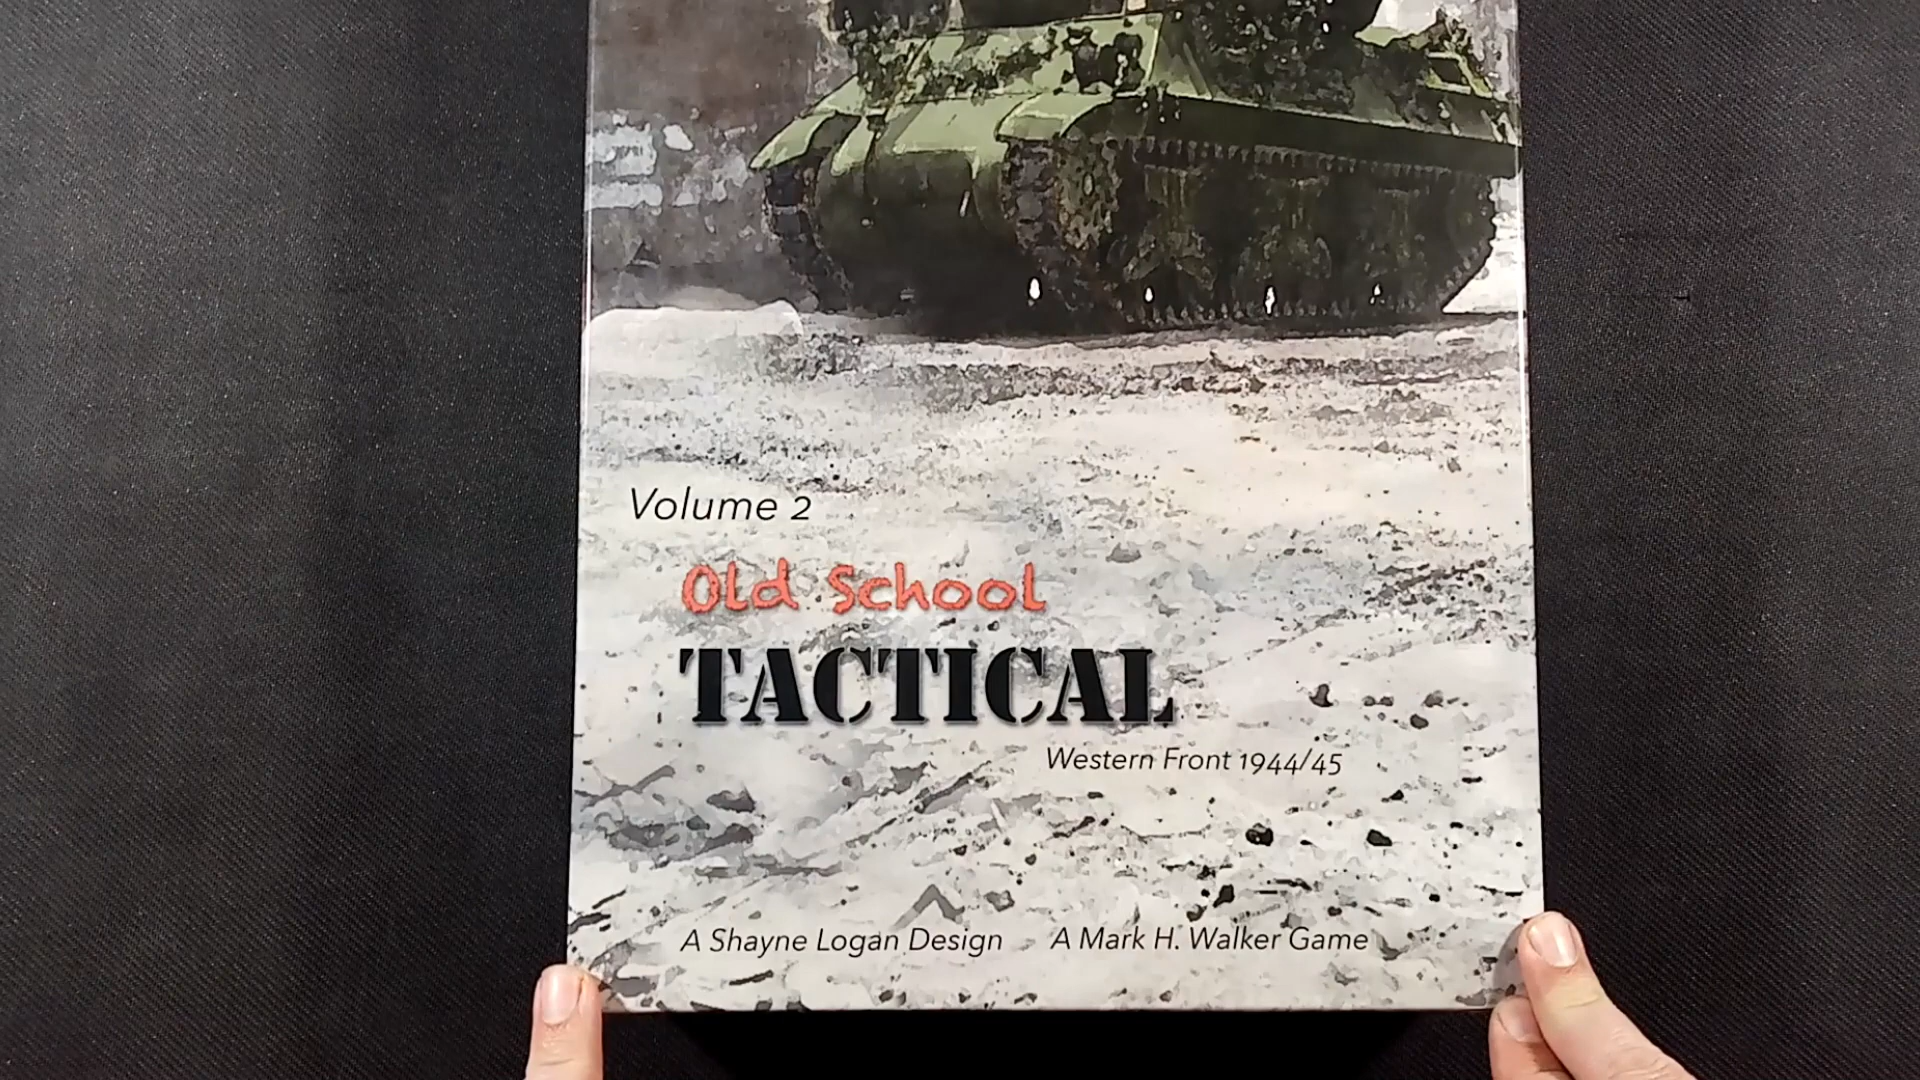 Volume 2
Old School
TACTICAL
Western Front 1944/45
A Shayne Logan Design A Mark H. Walker Game